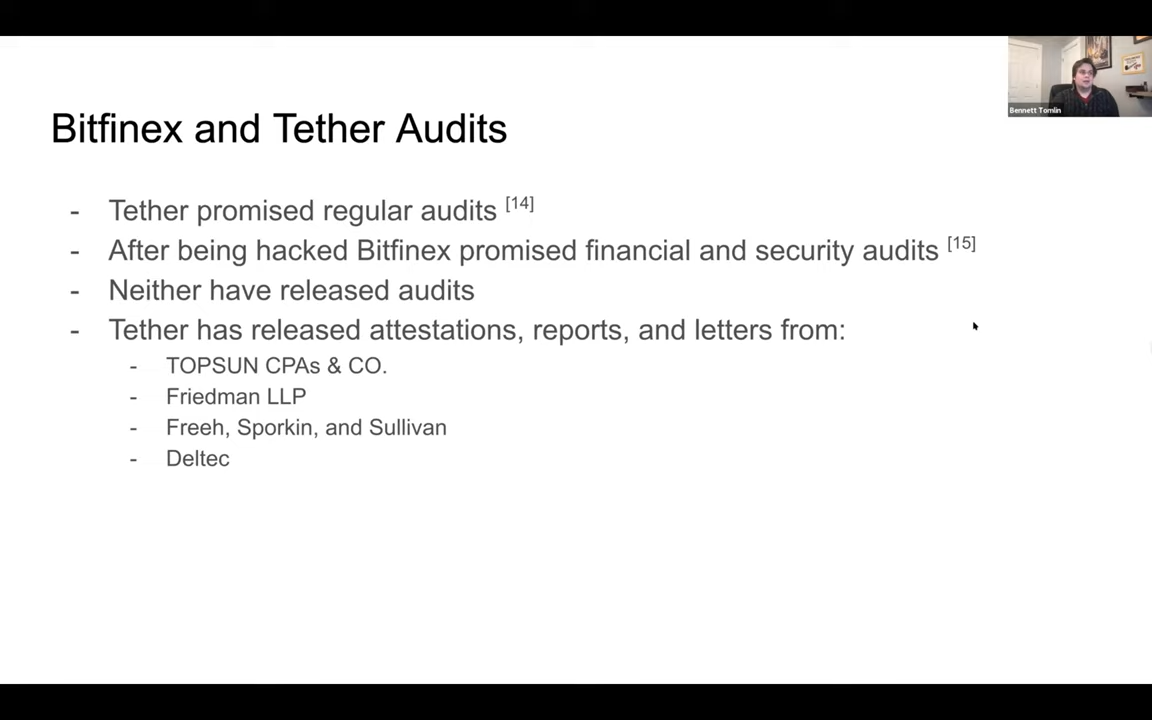 Bennett Tomlin
Bitfinex and Tether Audits
- Tether promised regular audits [14]
- After being hacked Bitfinex promised financial and security audits [15]
- Neither have released audits
- Tether has released attestations, reports, and letters from:
- TOPSUN CPAs & CO.
- Friedman LLP
- Freeh, Sporkin, and Sullivan
- Deltec